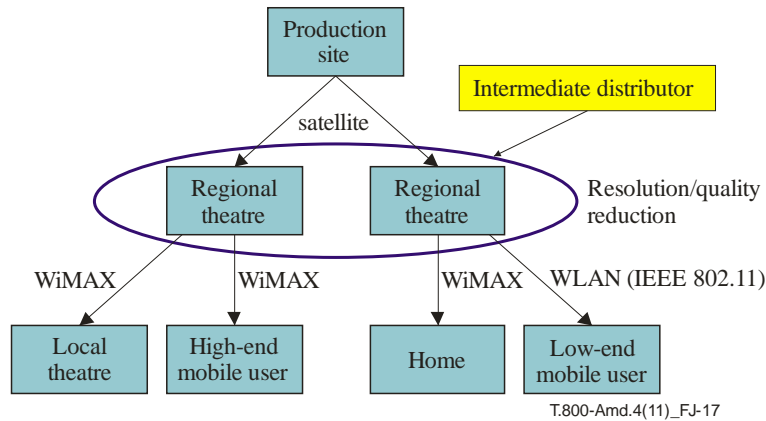 Production
site
Intermediate distributor
satellite
Regional
theatre
Regional
theatre
Resolution/quality
reduction
WiMAX
WiMAX
WiMAX
WLAN (IEEE 802.11)
Local
theatre
High-end
mobile user
Home
Low-end
mobile user
T.800-Amd.4(11)_FJ-17